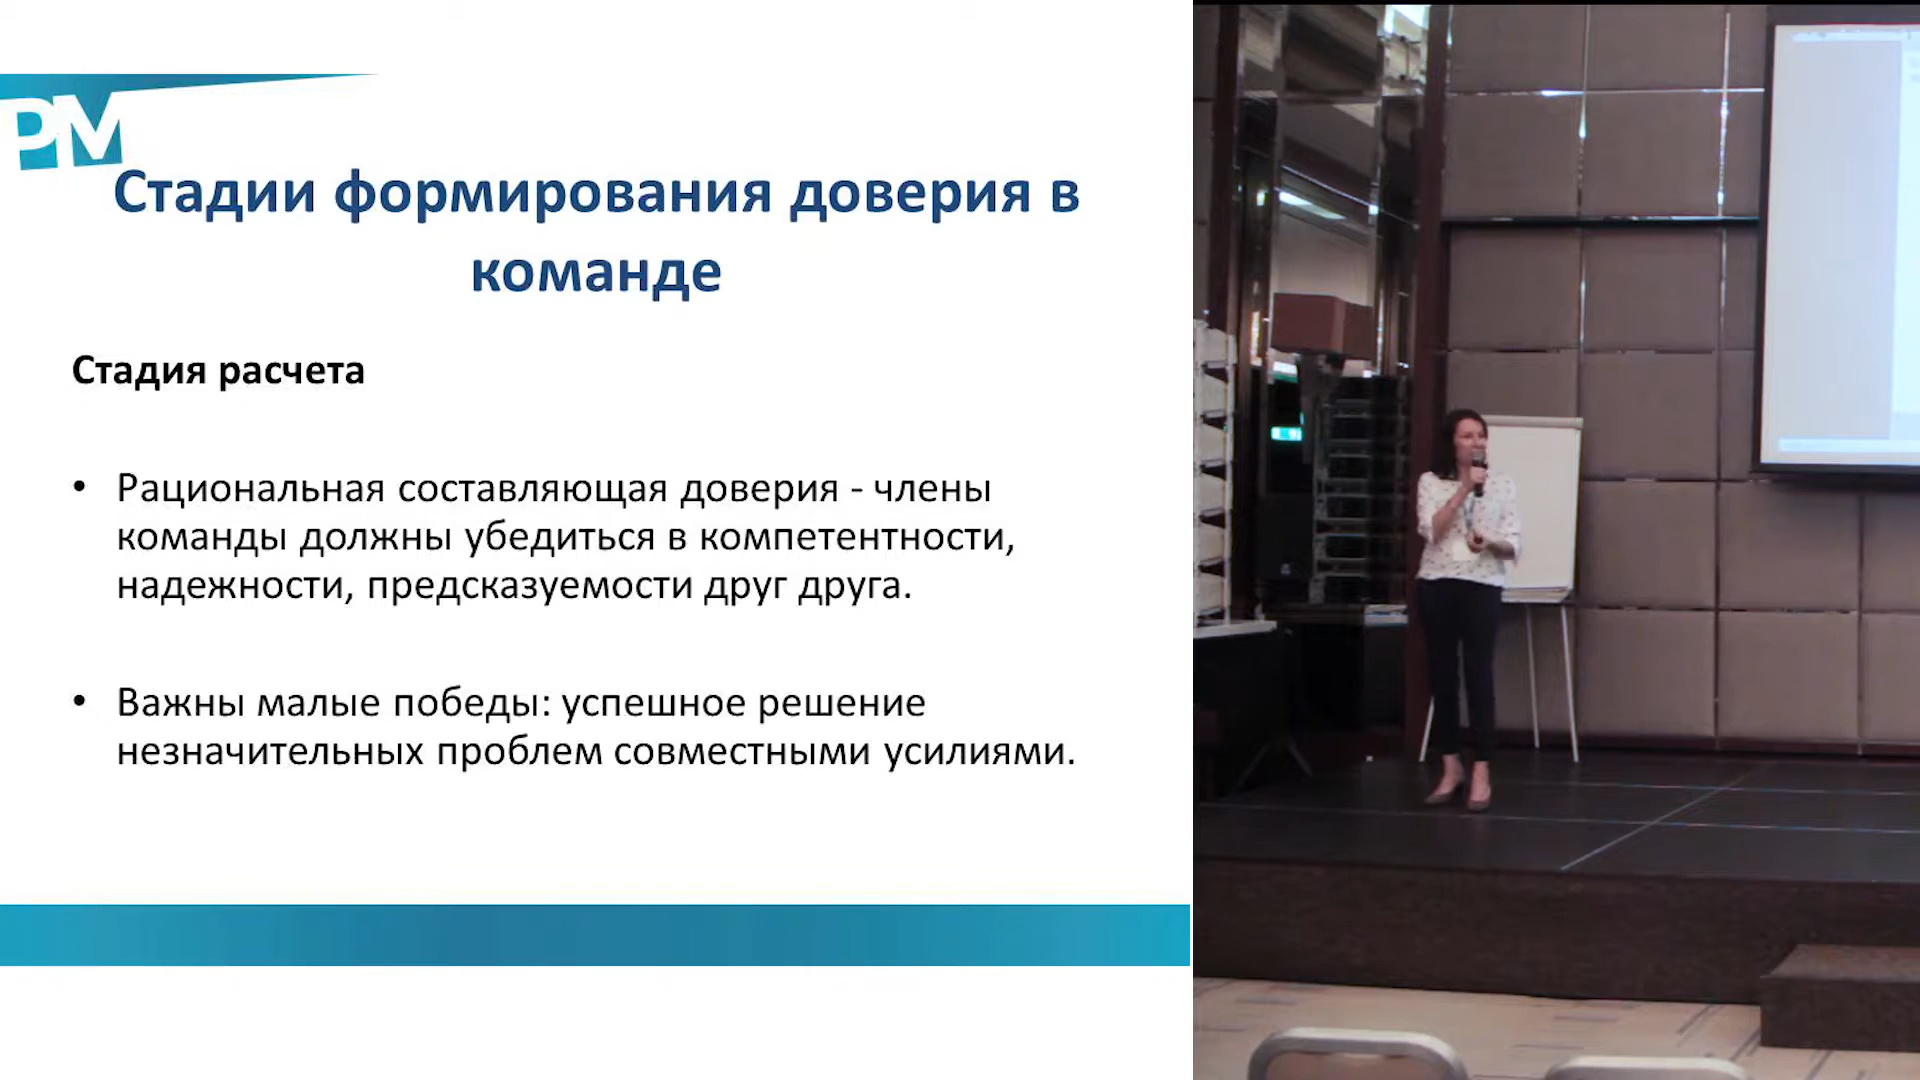 PM
Стадии формирования доверия в
команде
Стадия расчета
• Рациональная составляющая доверия - члены
команды должны убедиться в компетентности,
надежности, предсказуемости друг друга.
• Важны малые победы: успешное решение
незначительных проблем совместными усилиями.